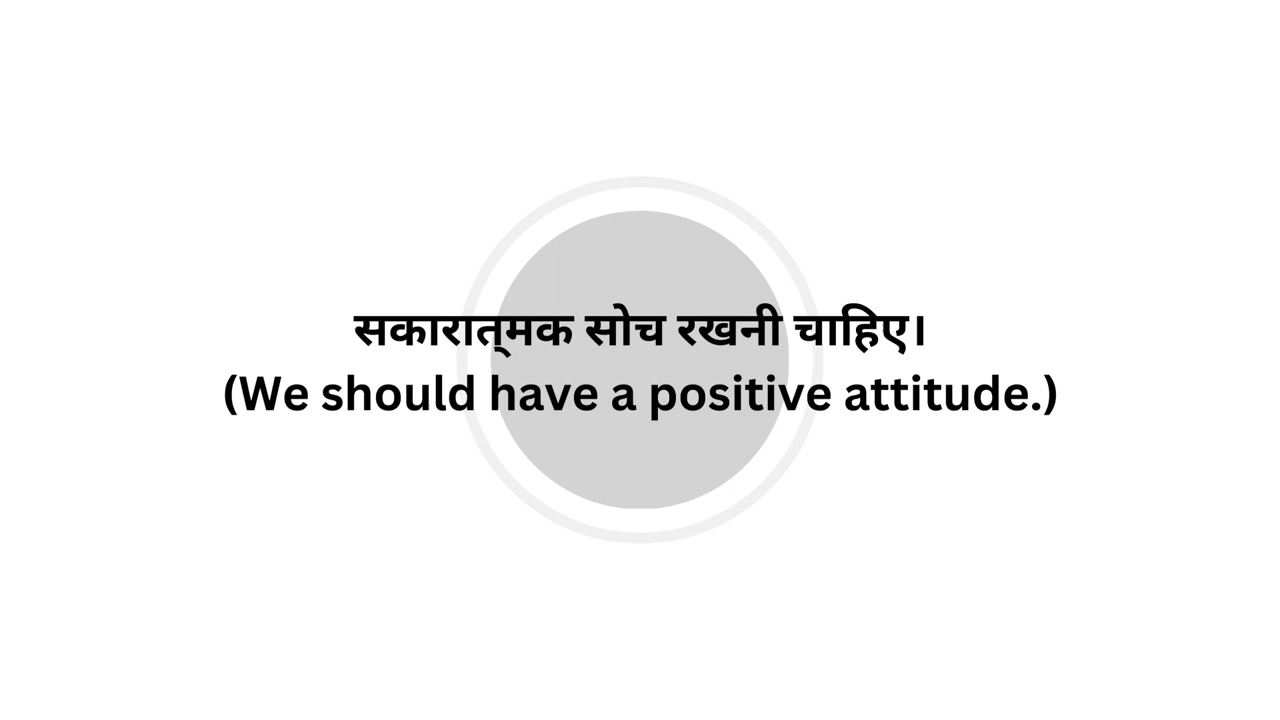 सकारात्‌मक सोच रखनी चाहिए।
(We should have a positive attitude.)